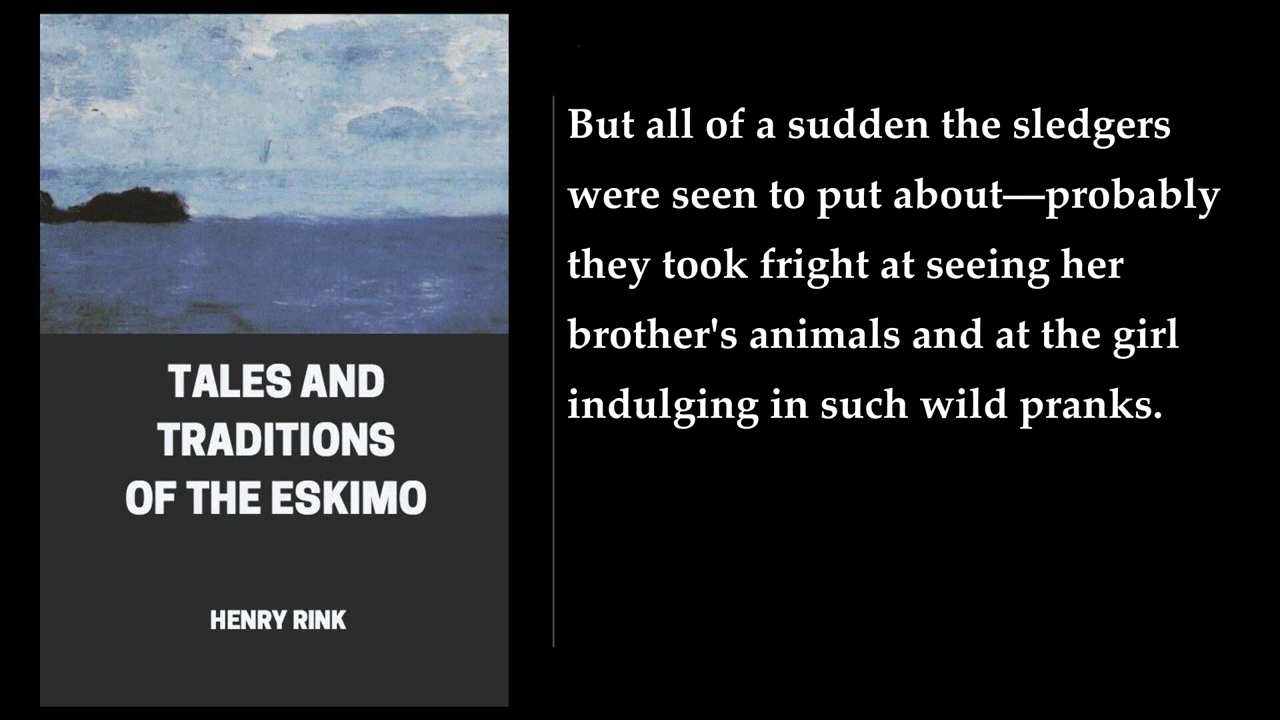 TALES AND
TRADITIONS
OF THE ESKIMO
HENRY RINK
But all of a sudden the sledgers
were seen to put about—probably
they took fright at seeing her
brother's animals and at the girl
indulging in such wild pranks.